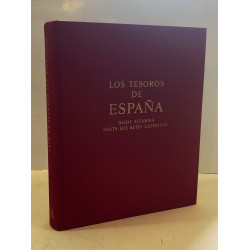 LOS TESOROS
DE
ESPAÑA
DESDE ALTAMIRA
HASTA LOS REYES CATÓLICOS